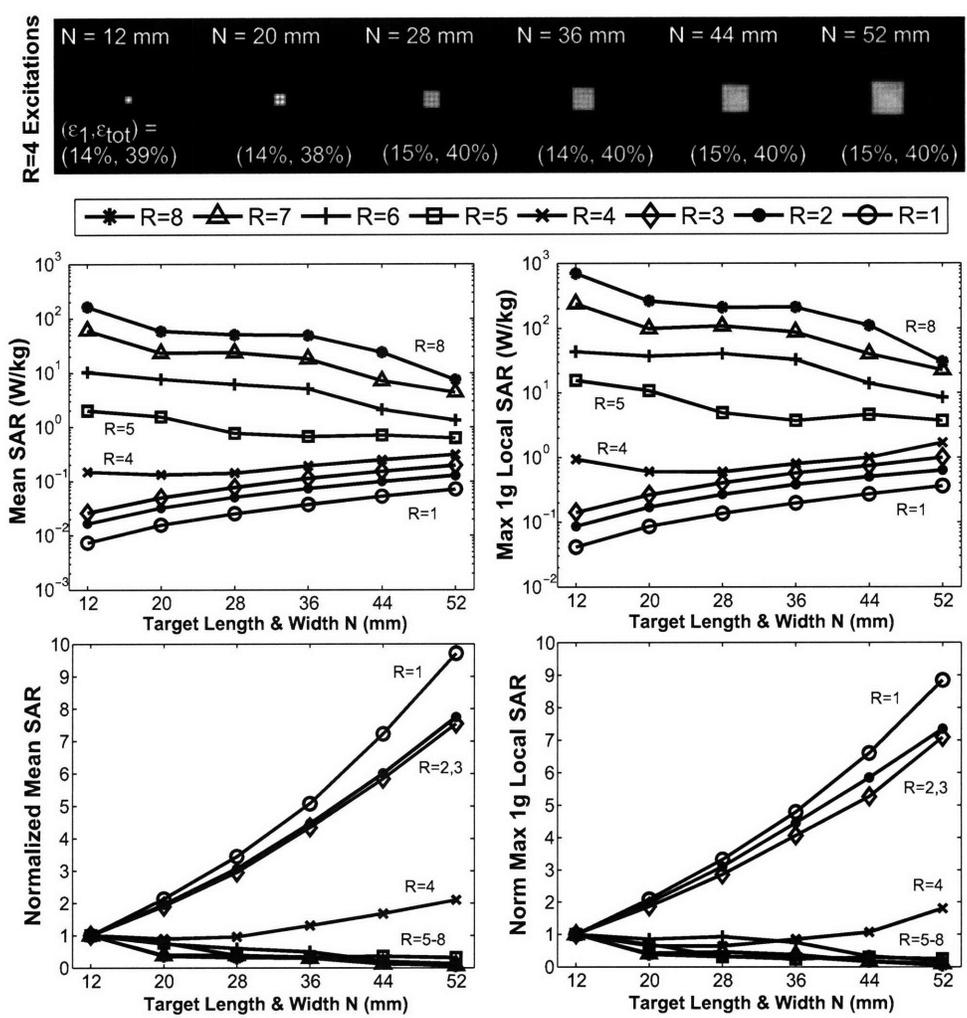 R=4 Excitations
N = 12 mm N = 20 mm N = 28 mm N = 36 mm N = 44 mm N = 52 mm
(ε1,εtot) =
(14%, 39%) (14%, 38%) (15%, 40%) (14%, 40%) (15%, 40%) (15%, 40%)
R=8 R=7 R=6 R=5 R=4 R=3 R=2 R=1
Mean SAR (W/kg)
10^3
10^2
10^1
10^0
10^-1
10^-2
10^-3
R=8
R=5
R=4
R=1
12 20 28 36 44 52
Target Length & Width N (mm)
Max 1g Local SAR (W/kg)
10^3
10^2
10^1
10^0
10^-1
10^-2
R=8
R=5
R=4
R=1
12 20 28 36 44 52
Target Length & Width N (mm)
Normalized Mean SAR
10
9
8
7
6
5
4
3
2
1
0
R=1
R=2,3
R=4
R=5-8
12 20 28 36 44 52
Target Length & Width N (mm)
Norm Max 1g Local SAR
10
9
8
7
6
5
4
3
2
1
0
R=1
R=2,3
R=4
R=5-8
12 20 28 36 44 52
Target Length & Width N (mm)